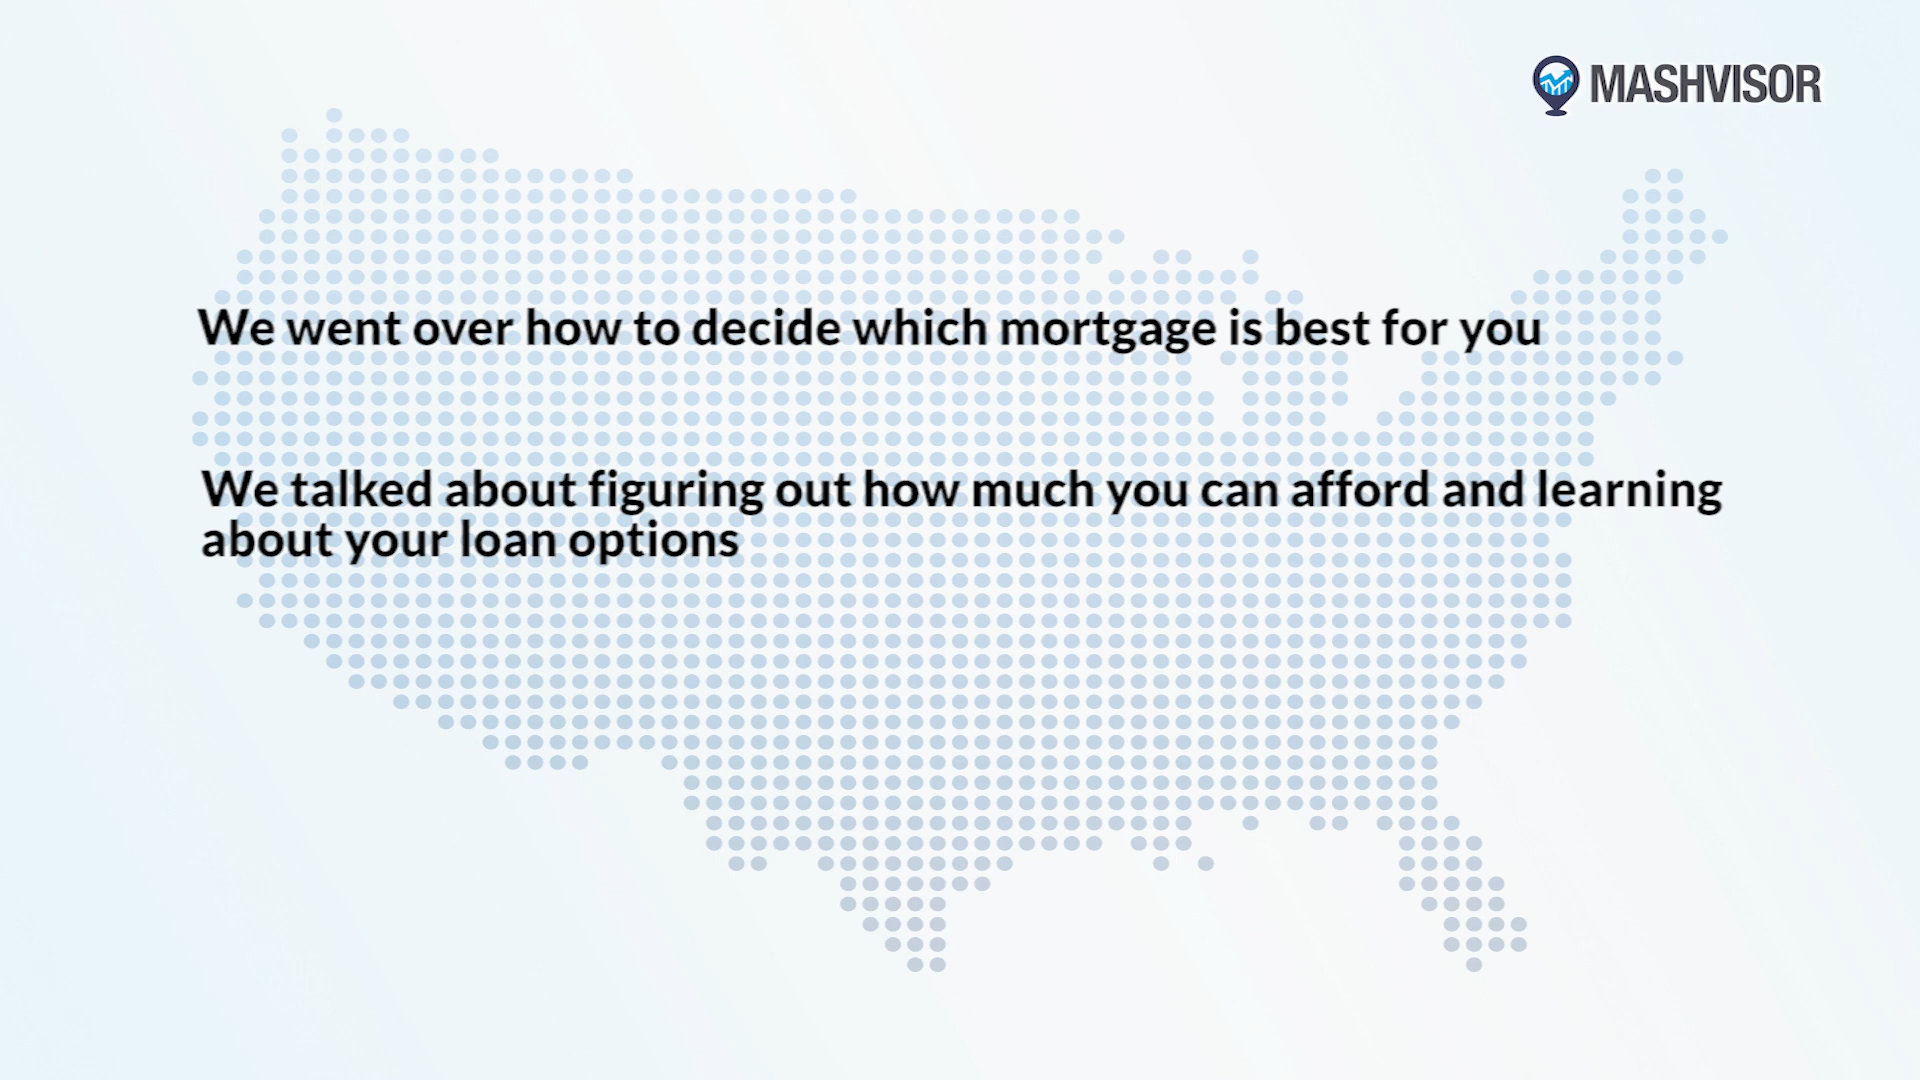 MASHVISOR
We went over how to decide which mortgage is best for you
We talked about figuring out how much you can afford and learning
about your loan options